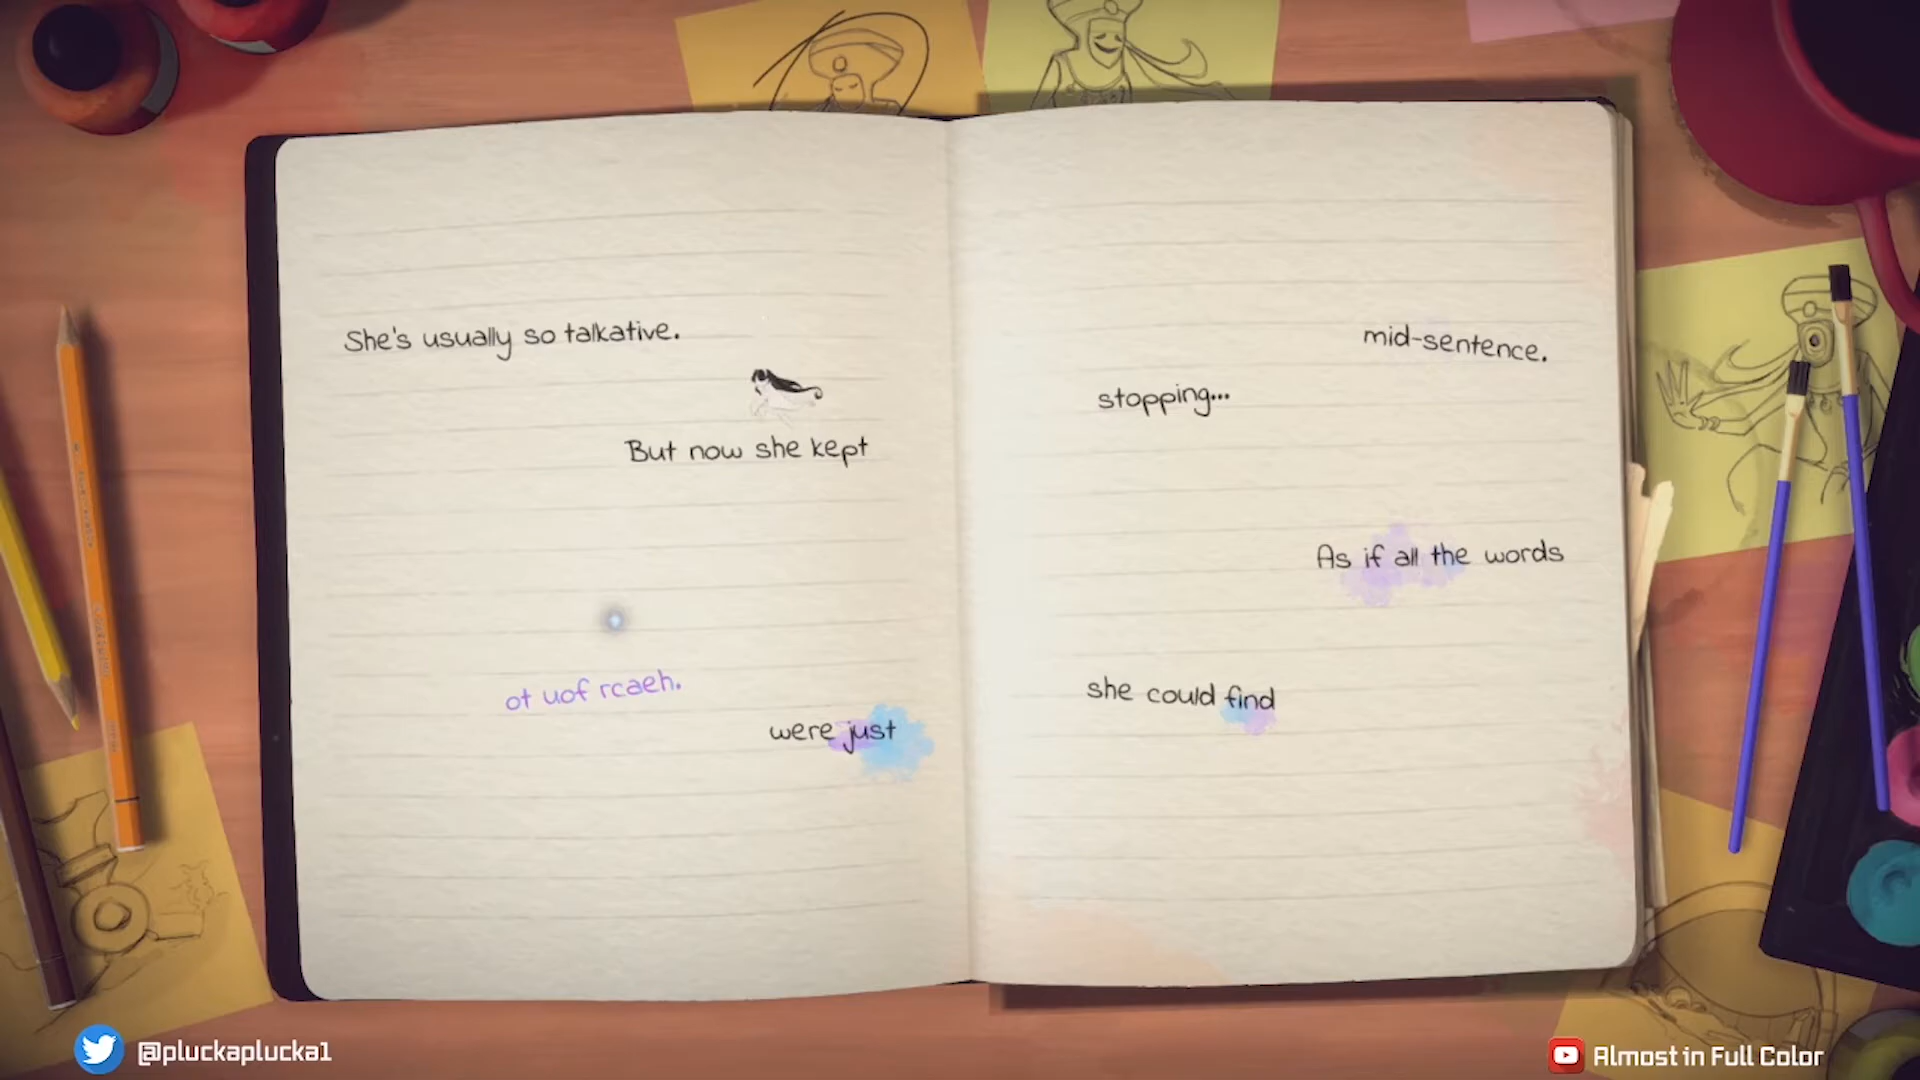 She's usually so talkative.
But now she kept
stopping...
mid-sentence.
As if all the words
she could find
were just
ot uof rcaeh.
@pluckaplucka1
Almost in Full Color